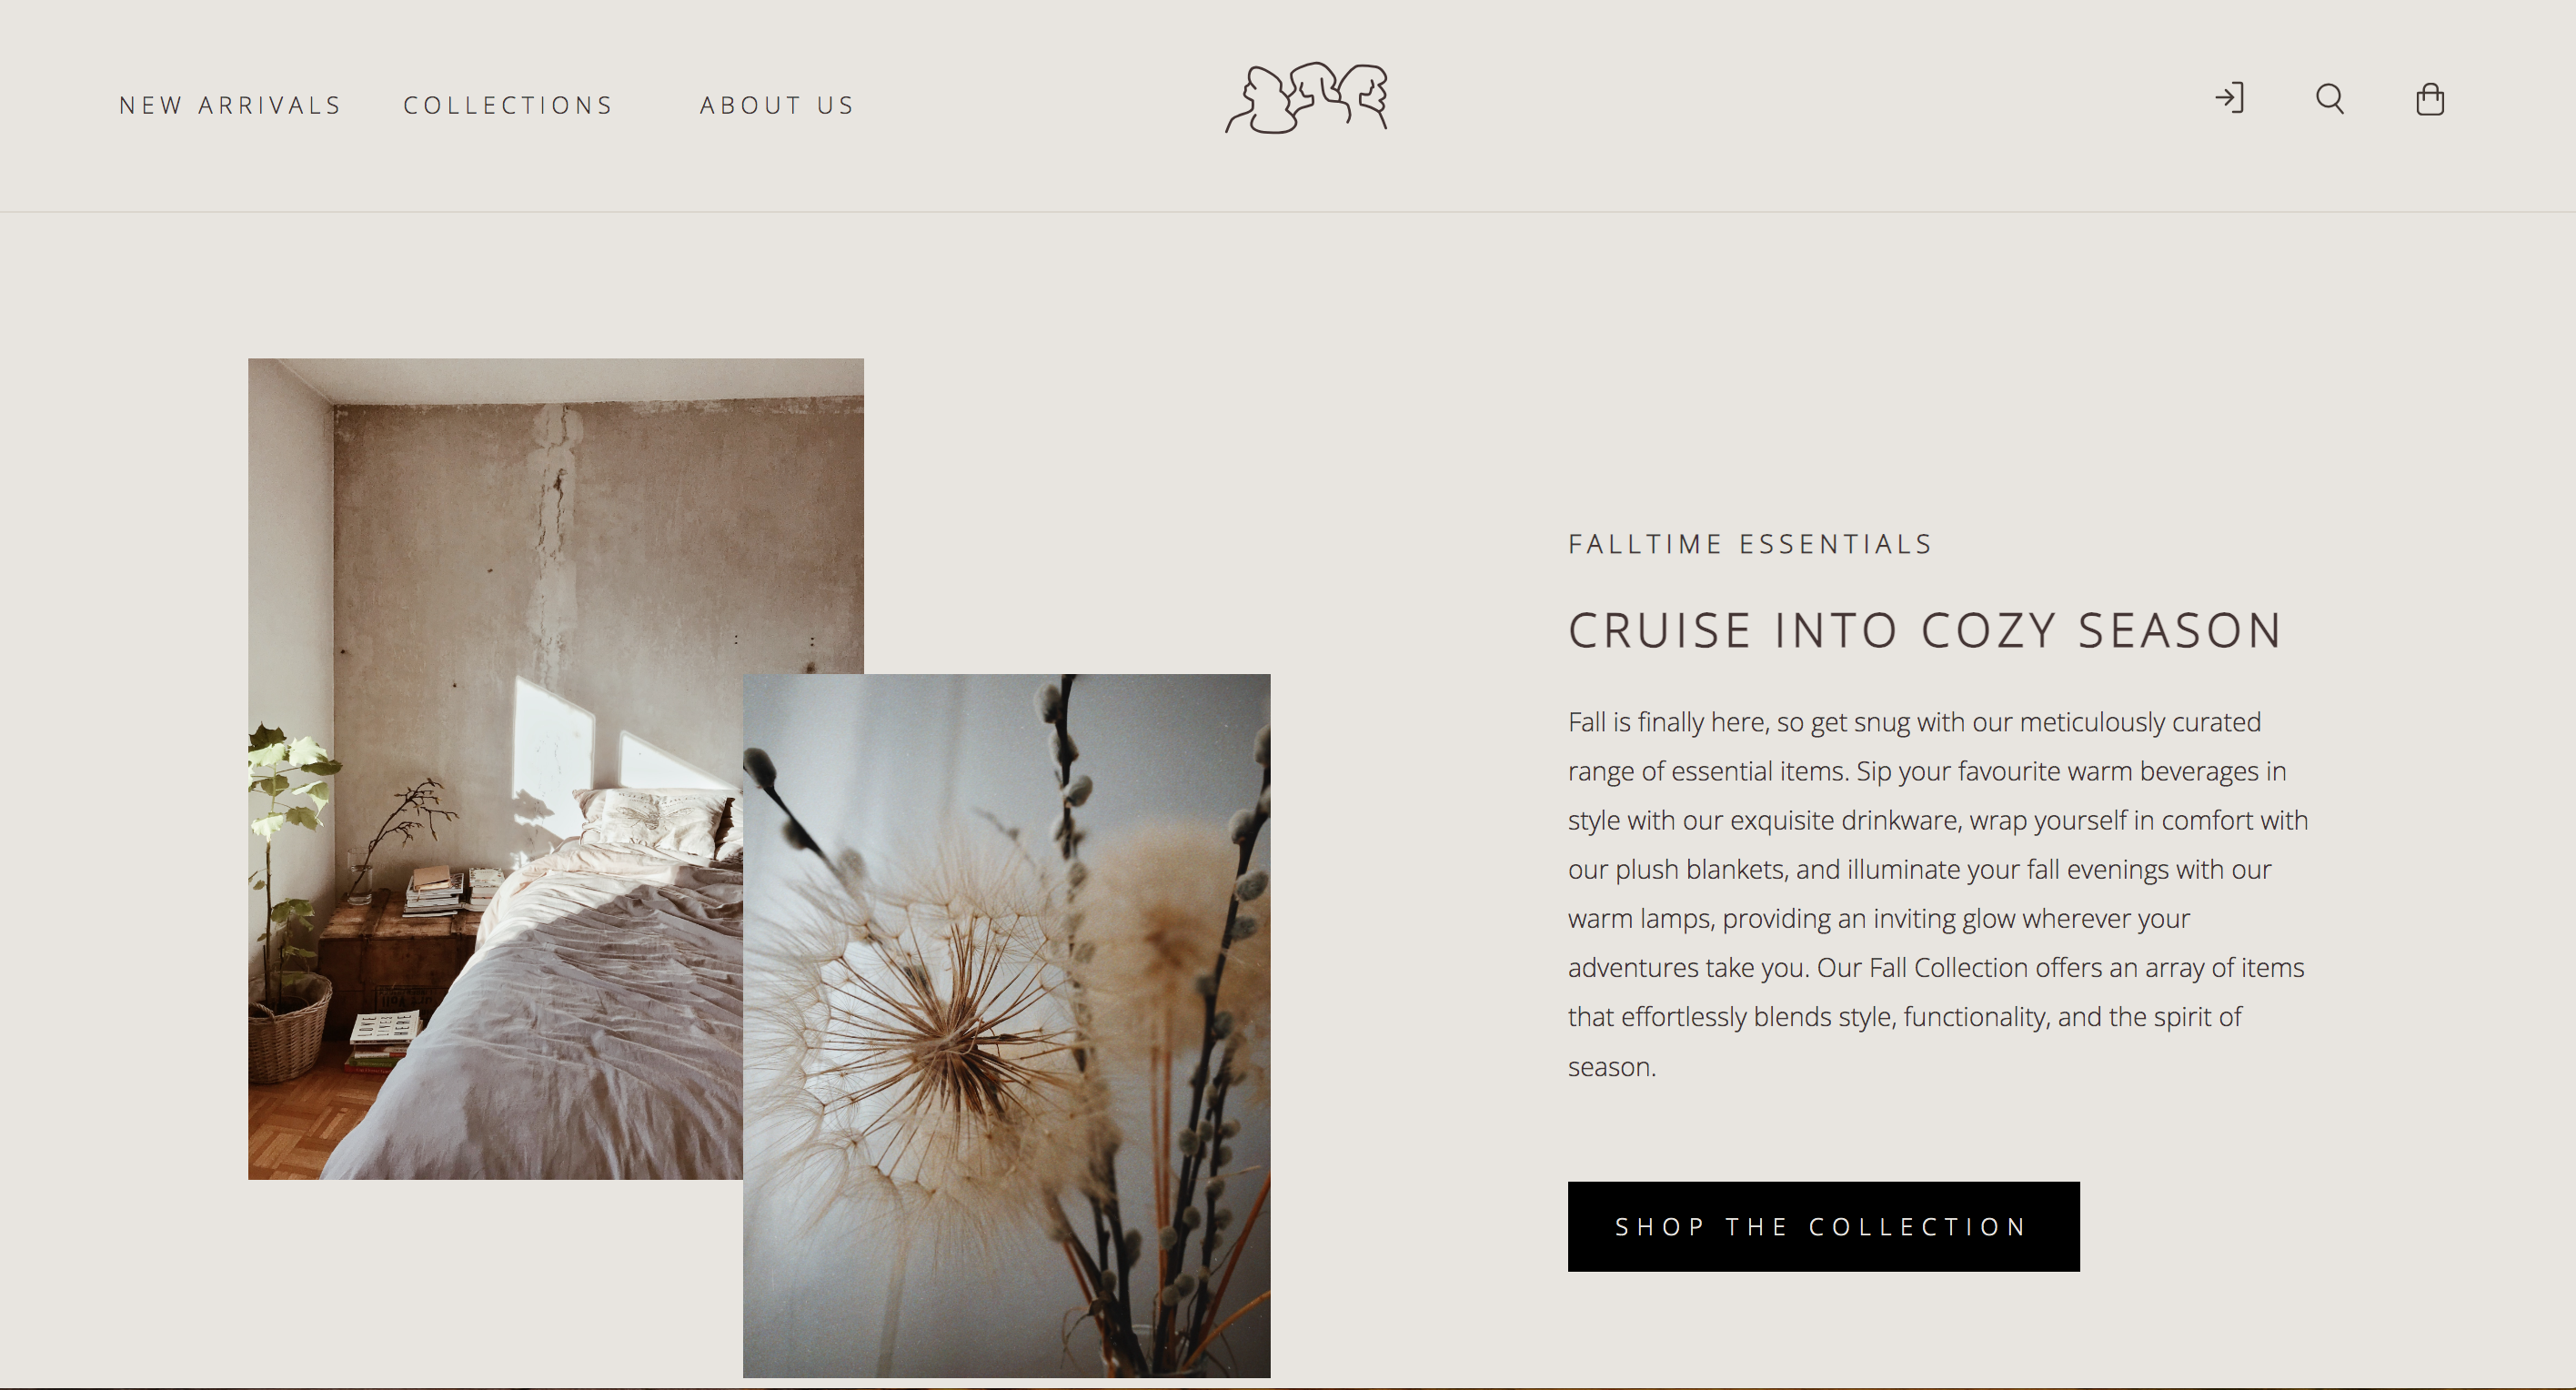 NEW ARRIVALS
COLLECTIONS
ABOUT US
FALLTIME ESSENTIALS
CRUISE INTO COZY SEASON
Fall is finally here, so get snug with our meticulously curated
range of essential items. Sip your favourite warm beverages in
style with our exquisite drinkware, wrap yourself in comfort with
our plush blankets, and illuminate your fall evenings with our
warm lamps, providing an inviting glow wherever your
adventures take you. Our Fall Collection offers an array of items
that effortlessly blends style, functionality, and the spirit of
season.
SHOP THE COLLECTION